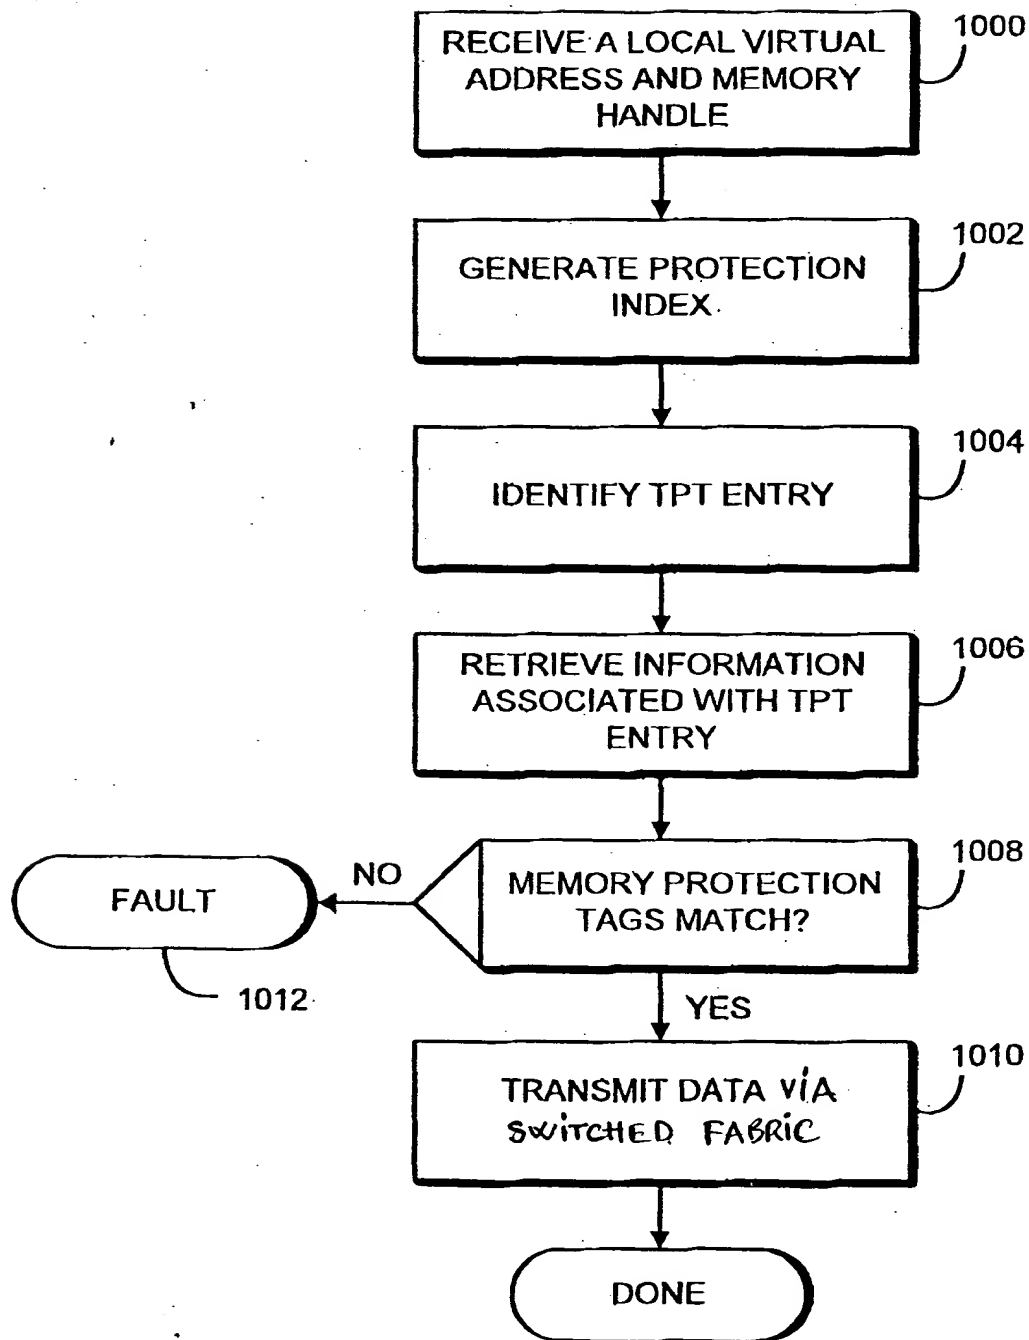 RECEIVE A LOCAL VIRTUAL
ADDRESS AND MEMORY
HANDLE
1000
GENERATE PROTECTION
INDEX
1002
IDENTIFY TPT ENTRY
1004
RETRIEVE INFORMATION
ASSOCIATED WITH TPT
ENTRY
1006
MEMORY PROTECTION
TAGS MATCH?
1008
NO
FAULT
1012
YES
TRANSMIT DATA ViA
SWiTCHED FABRiC
1010
DONE